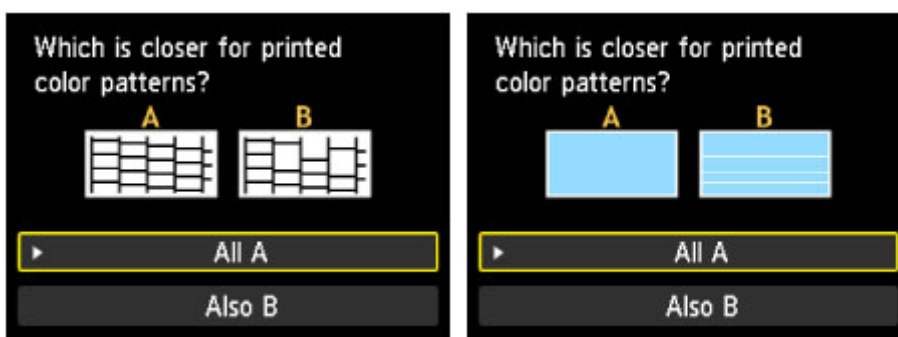 Which is closer for printed
color patterns?
A B
All A
Also B
Which is closer for printed
color patterns?
A B
All A
Also B